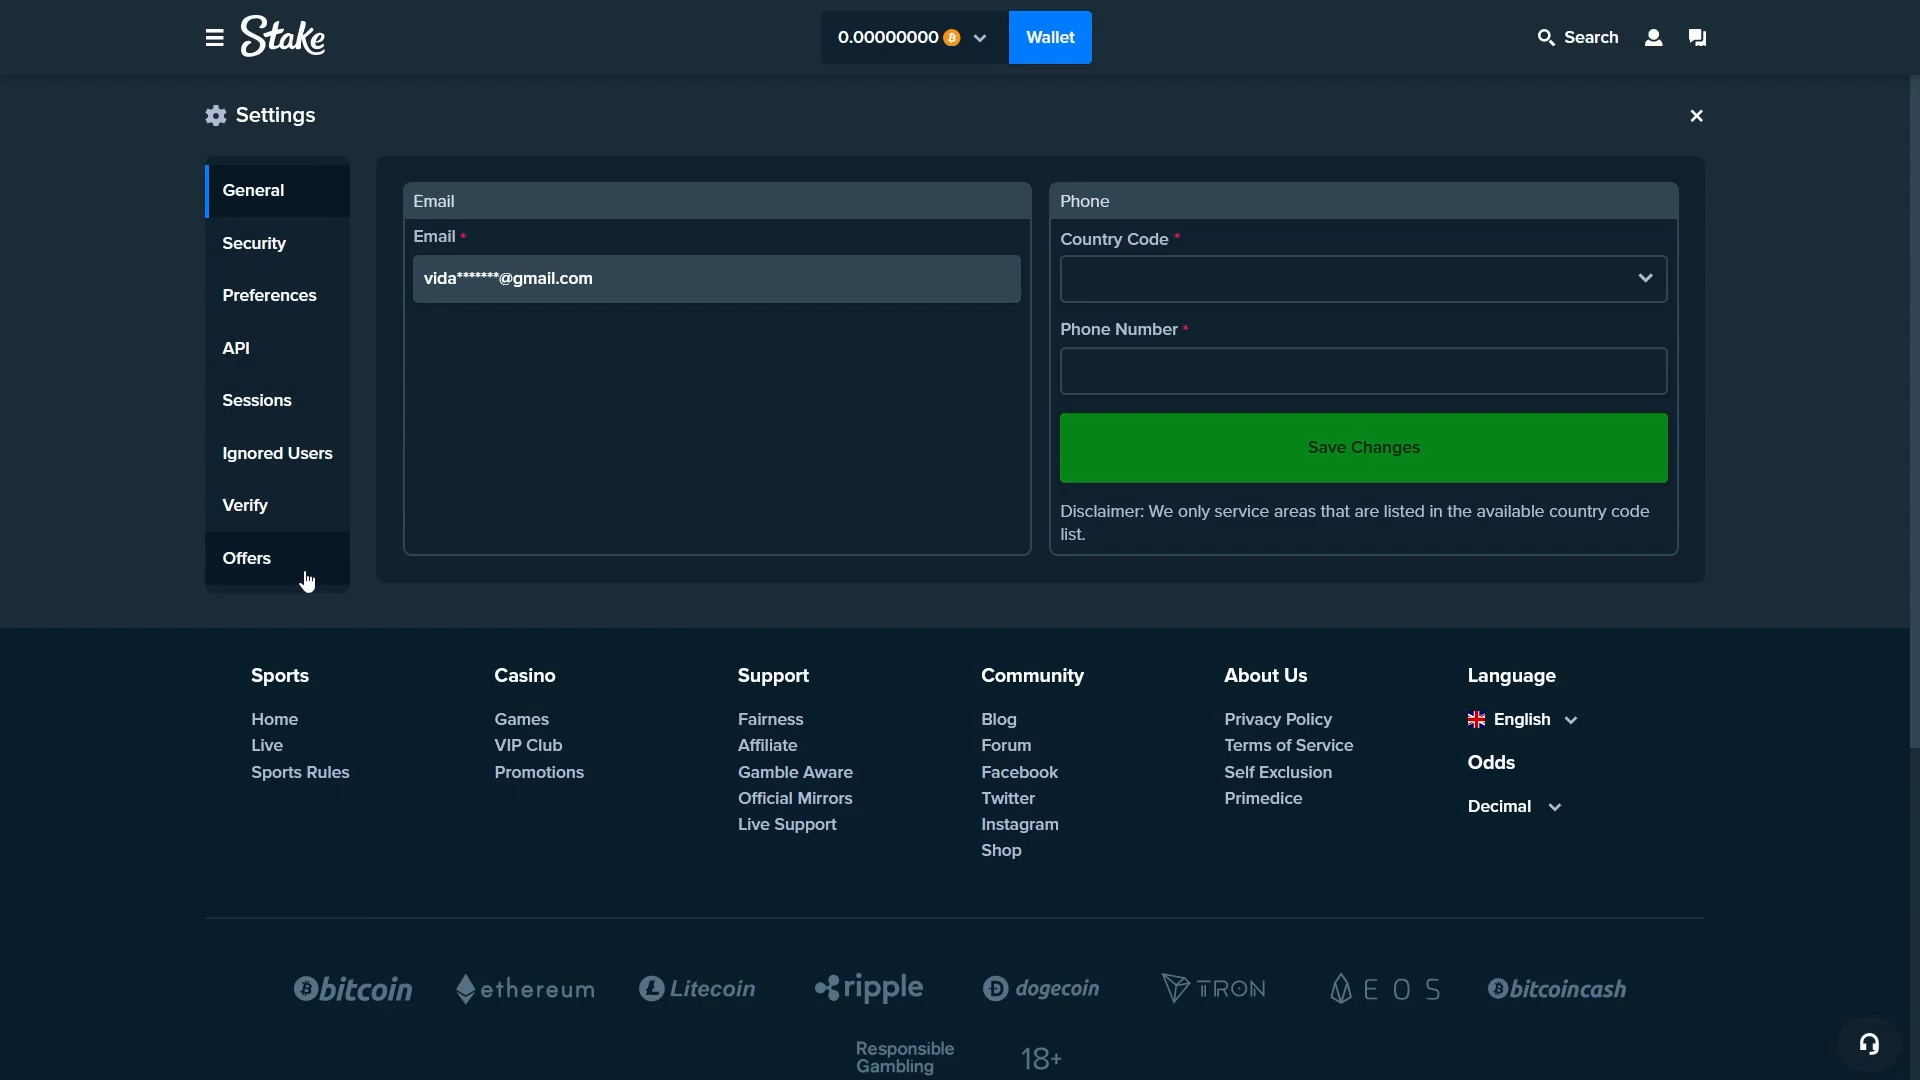 Stake
0.00000000
Wallet
Search
Settings
General
Security
Preferences
API
Sessions
Ignored Users
Verify
Offers
Email
Email *
vida*******@gmail.com
Phone
Country Code *
Phone Number *
Save Changes
Disclaimer: We only service areas that are listed in the available country code
list.
Sports
Home
Live
Sports Rules
Casino
Games
VIP Club
Promotions
Support
Fairness
Affiliate
Gamble Aware
Official Mirrors
Live Support
Community
Blog
Forum
Facebook
Twitter
Instagram
Shop
About Us
Privacy Policy
Terms of Service
Self Exclusion
Primedice
Language
English
Odds
Decimal
bitcoin
ethereum
Litecoin
ripple
dogecoin
TRON
EOS
bitcoincash
Responsible
Gambling
18+